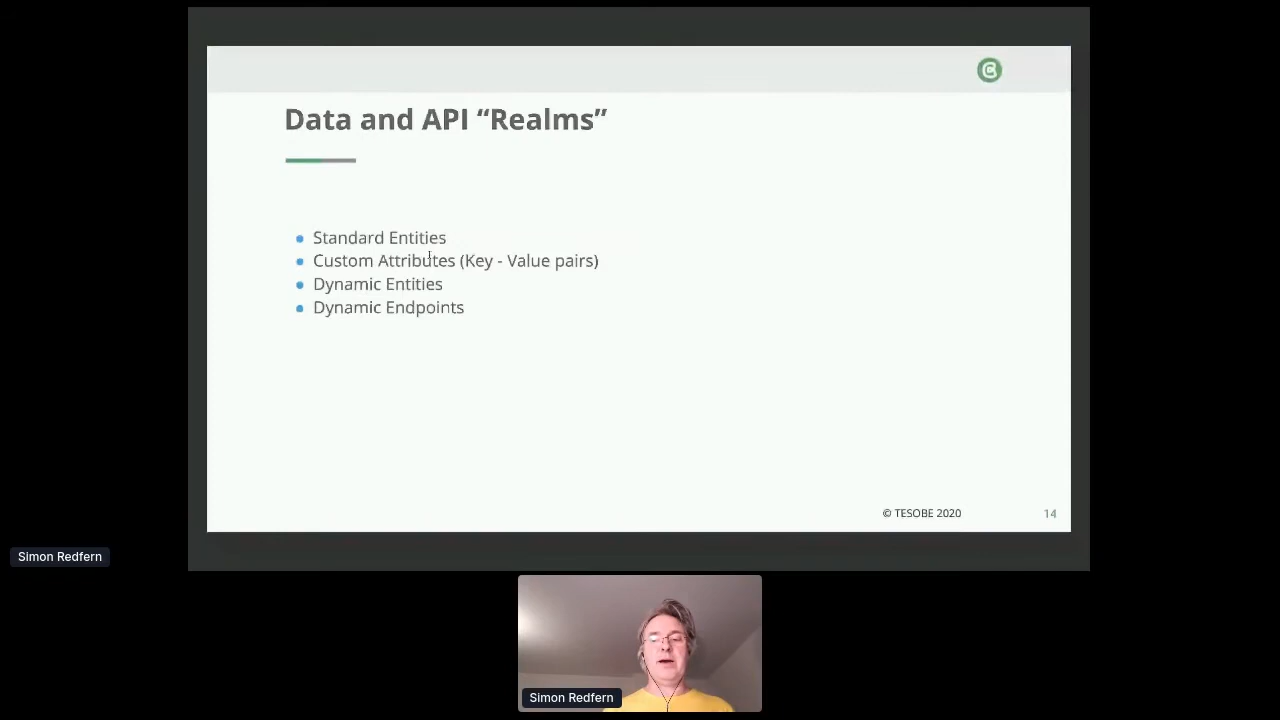 Data and API “Realms”
Standard Entities
Custom Attributes (Key - Value pairs)
Dynamic Entities
Dynamic Endpoints
© TESOBE 2020
14
Simon Redfern
Simon Redfern